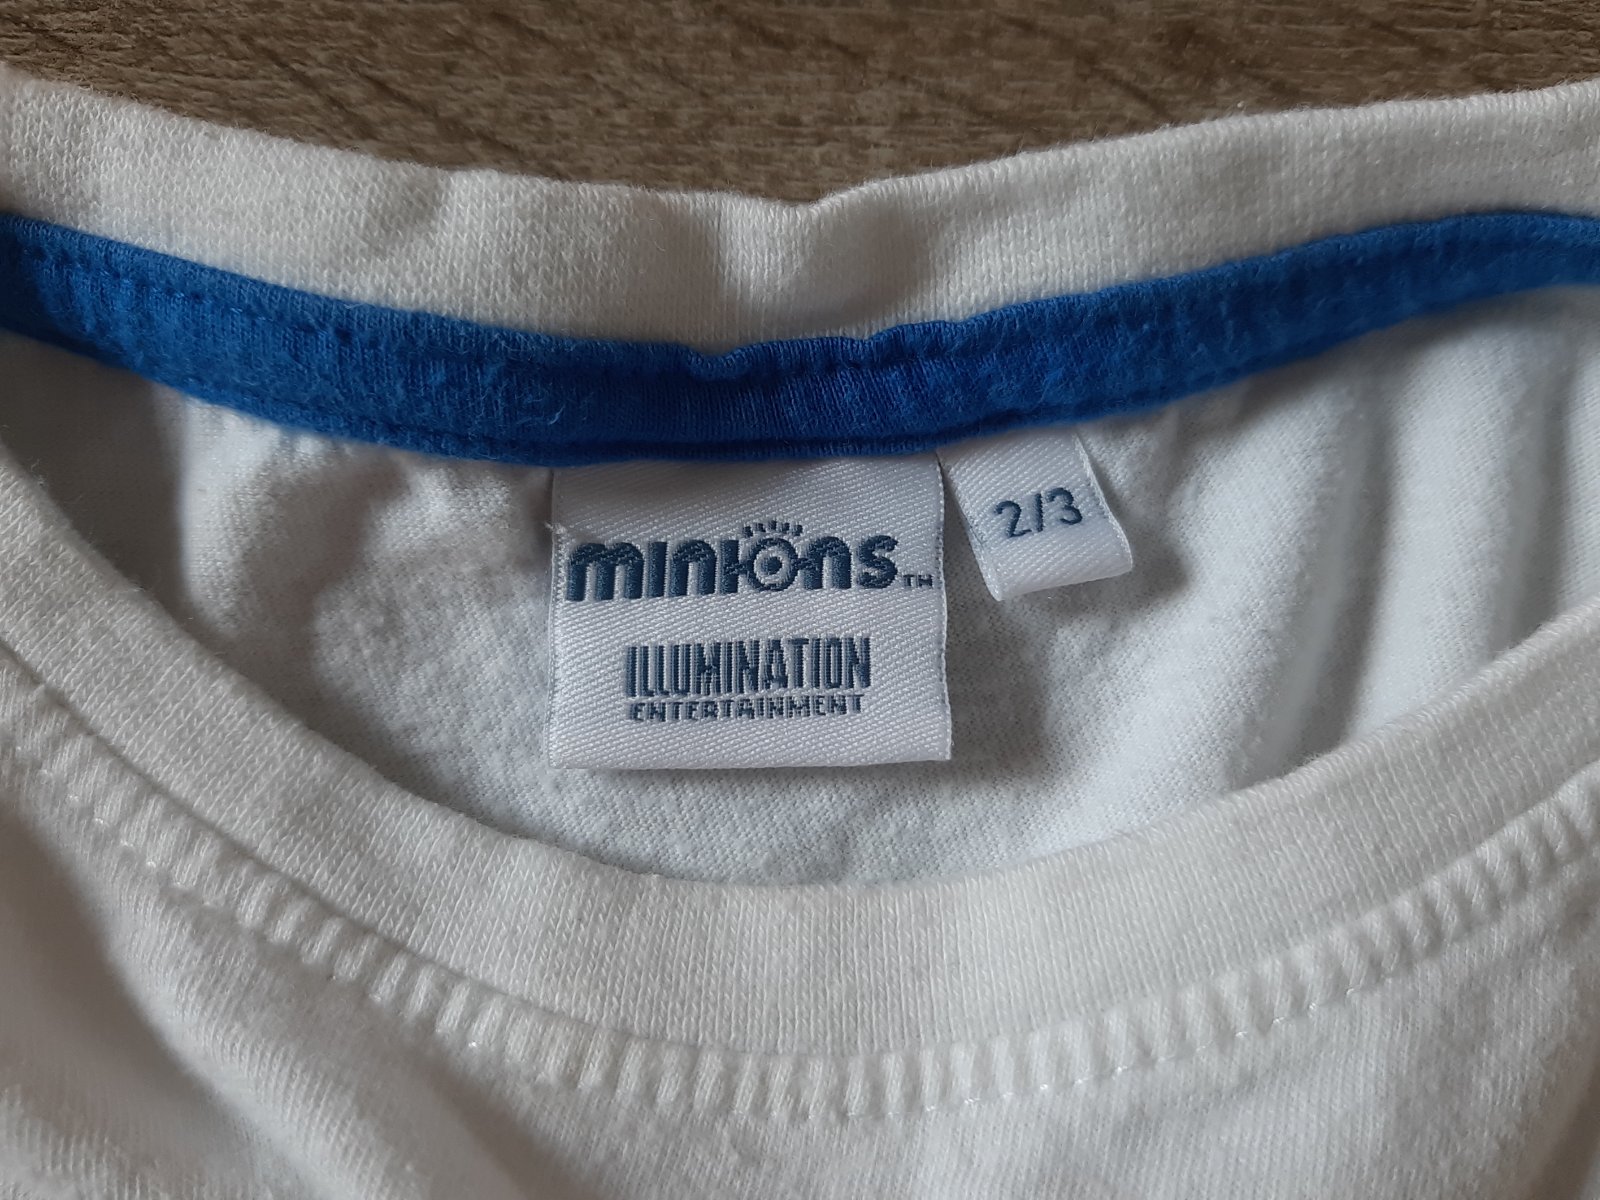 minions™
2/3
ILLUMINATION
ENTERTAINMENT